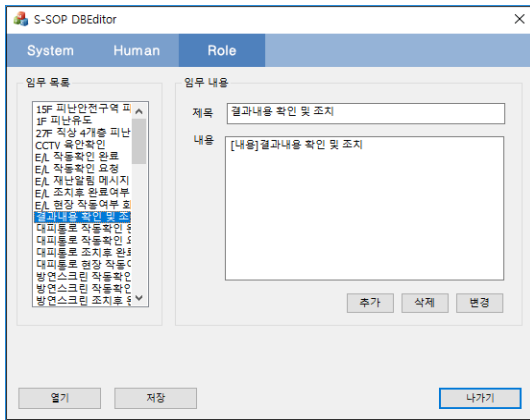 S-SOP DBEditor
System Human Role
임무 목록
15F 피난안전구역 피
1F 피난유도
27F 직상 4개층 피난
CCTV 육안확인
E/L 작동확인 완료
E/L 작동확인 요청
E/L 재난알림 메시지
E/L 조치후 완료여부
E/L 현장 작동여부 회
결과내용 확인 및 조
대피통로 작동확인
대피통로 작동확인
대피통로 조치후 완료
대피통로 현장 작동
방연스크린 작동확인
방연스크린 작동확인
방연스크린 조치후
임무 내용
제목 결과내용 확인 및 조치
내용 [내용]결과내용 확인 및 조치
추가 삭제 변경
열기 저장 나가기